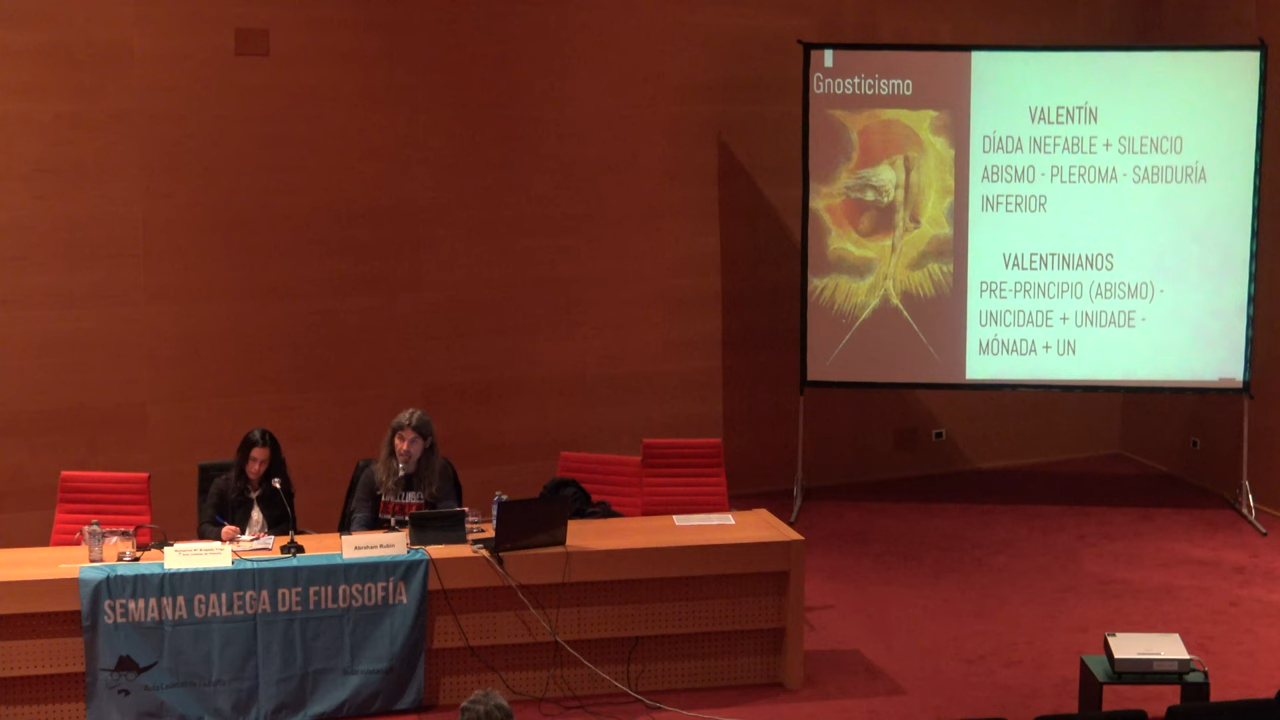 Gnosticismo
VALENTÍN
DÍADA INEFABLE + SILENCIO
ABISMO - PLEROMA - SABIDURÍA
INFERIOR
VALENTINIANOS
PRE-PRINCIPIO (ABISMO) -
UNICIDADE + UNIDADE -
MÓNADA + UN
Abraham Rubín
SEMANA GALEGA DE FILOSOFÍA